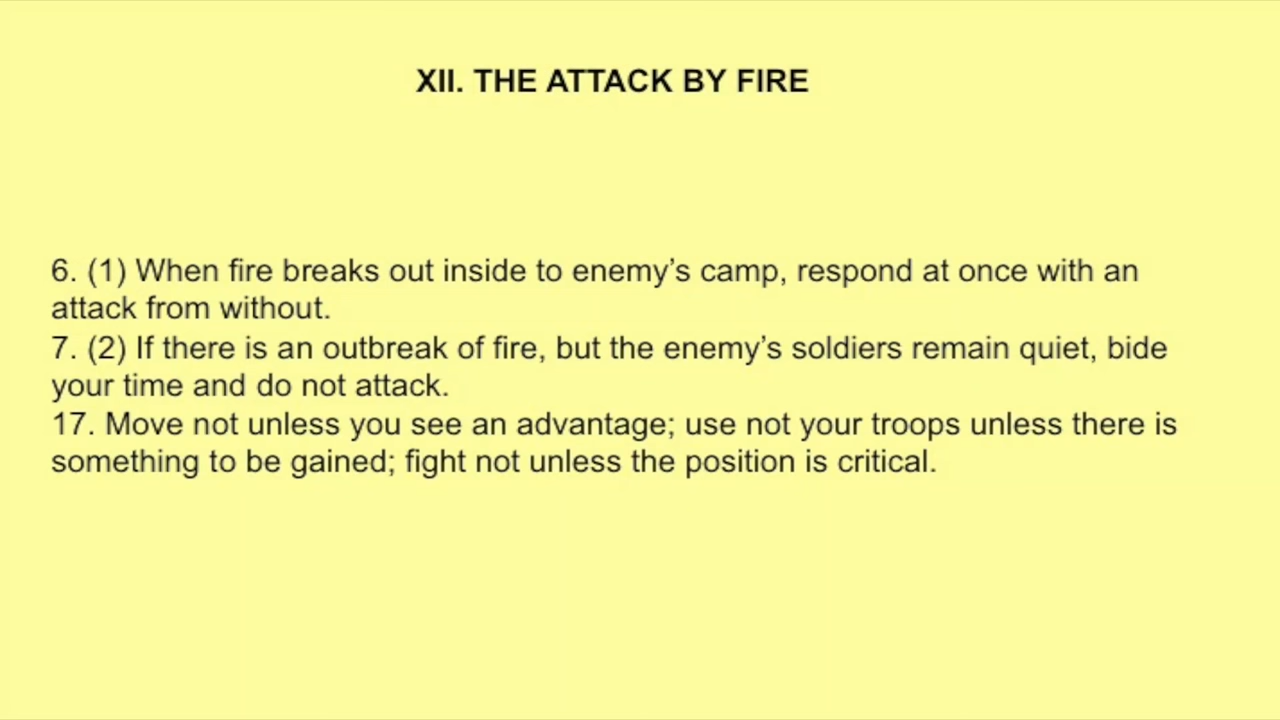 XII. THE ATTACK BY FIRE
6. (1) When fire breaks out inside to enemy’s camp, respond at once with an
attack from without.
7. (2) If there is an outbreak of fire, but the enemy’s soldiers remain quiet, bide
your time and do not attack.
17. Move not unless you see an advantage; use not your troops unless there is
something to be gained; fight not unless the position is critical.